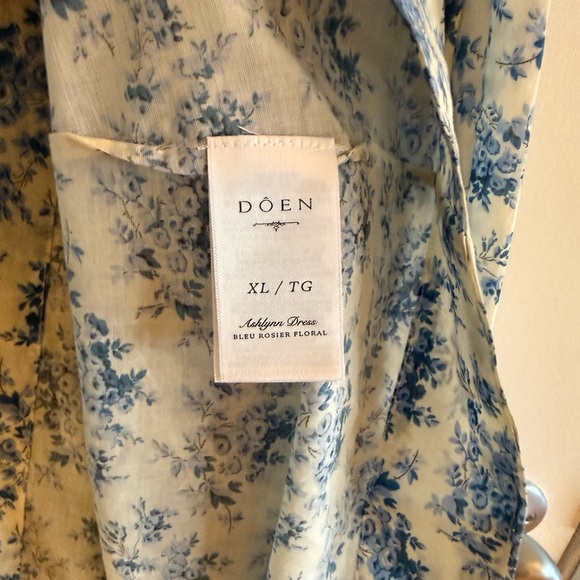 DÔEN
XL / TG
Ashlynn Dress
BLEU ROSIER FLORAL